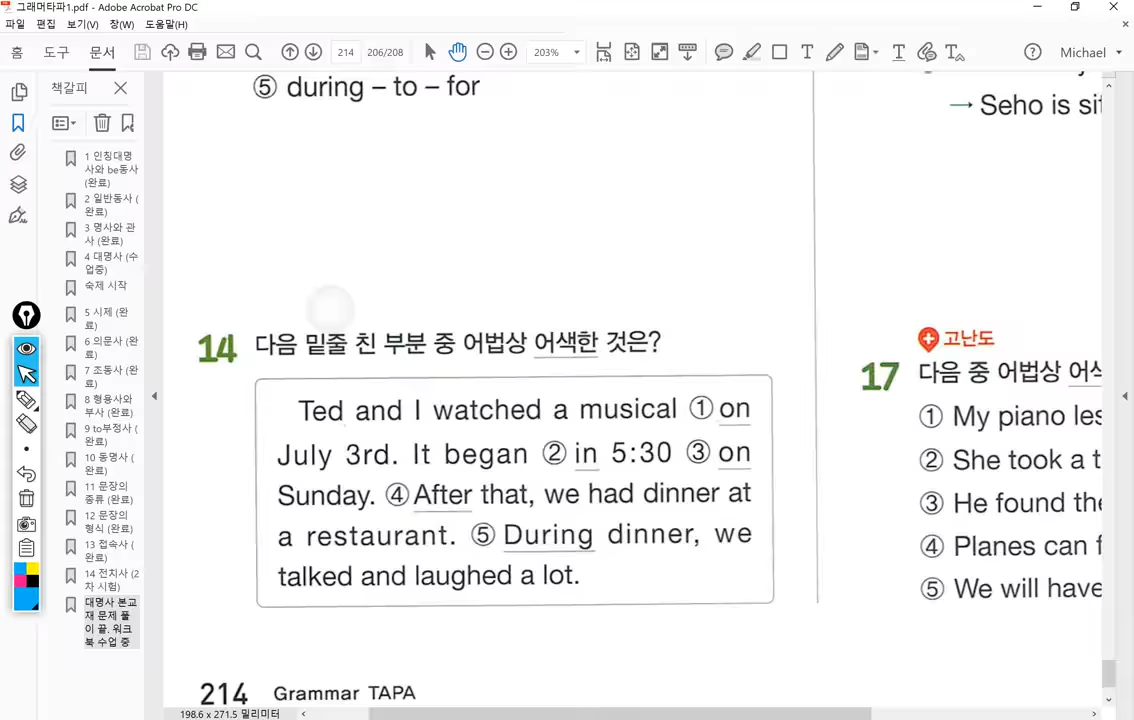 그래머타파1.pdf - Adobe Acrobat Pro DC
파일 편집 보기(V) 창(W) 도움말(H)
홈 도구 문서 214 206/208 203% Michael
책갈피
1 인칭대명
사와 be동사
(완료)
2 일반동사 (
완료)
3 명사와 관
사 (완료)
4 대명사 (수
업중)
숙제 시작
5 시제 (완
료)
6 의문사 (완
료)
7 조동사 (완
료)
8 형용사와
부사 (완료)
9 to부정사 (
완료)
10 동명사 (
완료)
11 문장의
종류 (완료)
12 문장의
형식 (완료)
13 접속사 (
완료)
14 전치사 (2
차 시험)
대명사 본교
재 문제 풀
이 끝. 워크
북 수업 중
⑤ during – to – for
14 다음 밑줄 친 부분 중 어법상 어색한 것은?
Ted and I watched a musical ① on
July 3rd. It began ② in 5:30 ③ on
Sunday. ④ After that, we had dinner at
a restaurant. ⑤ During dinner, we
talked and laughed a lot.
214 Grammar TAPA
→ Seho is sit
고난도
17 다음 중 어법상 어색
① My piano les
② She took a t
③ He found the
④ Planes can f
⑤ We will have
198.6 x 271.5 밀리미터